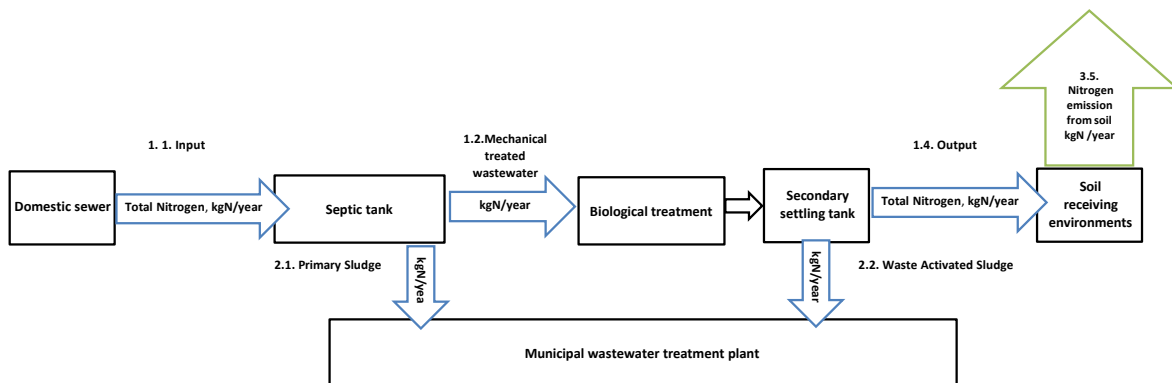 3.5.
Nitrogen
emission
from soil
kgN /year
1. 1. Input
1.2.Mechanical
treated
wastewater
1.4. Output
Domestic sewer
Total Nitrogen, kgN/year
Septic tank
kgN/year
Biological treatment
Secondary
settling tank
Total Nitrogen, kgN/year
Soil
receiving
environments
2.1. Primary Sludge
kgN/yea
kgN/year
2.2. Waste Activated Sludge
Municipal wastewater treatment plant